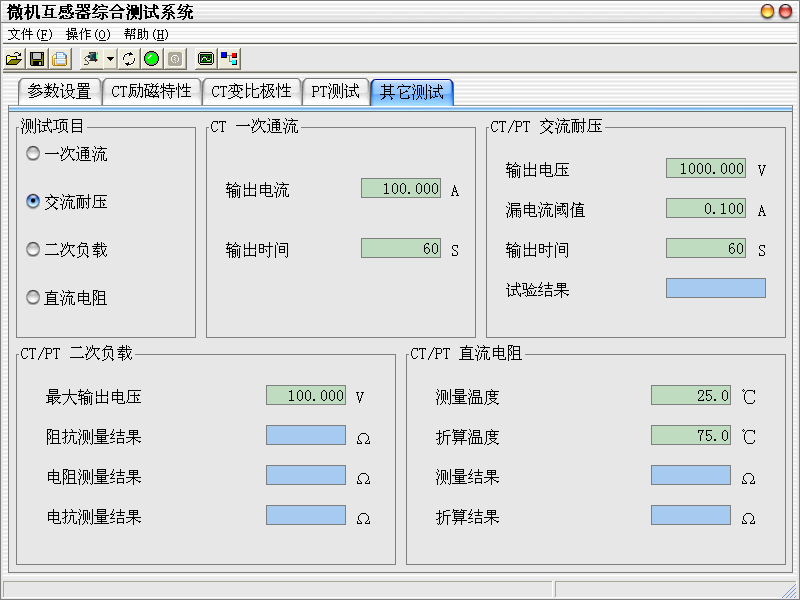 微机互感器综合测试系统
文件(F) 操作(O) 帮助(H)
参数设置 CT励磁特性 CT变比极性 PT测试 其它测试
测试项目
一次通流
交流耐压
二次负载
直流电阻
CT 一次通流
输出电流 100.000 A
输出时间 60 S
CT/PT 交流耐压
输出电压 1000.000 V
漏电流阈值 0.100 A
输出时间 60 S
试验结果
CT/PT 二次负载
最大输出电压 100.000 V
阻抗测量结果 Ω
电阻测量结果 Ω
电抗测量结果 Ω
CT/PT 直流电阻
测量温度 25.0 ℃
折算温度 75.0 ℃
测量结果 Ω
折算结果 Ω